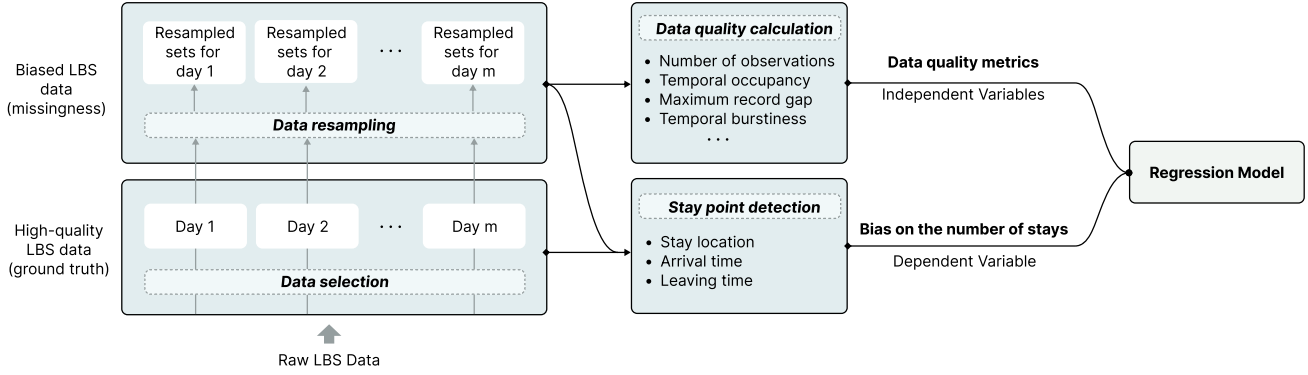 Biased LBS
data
(missingness)
Resampled
sets for
day 1
Resampled
sets for
day 2
...
Resampled
sets for
day m
Data resampling
High-quality
LBS data
(ground truth)
Day 1
Day 2
...
Day m
Data selection
Raw LBS Data
Data quality calculation
• Number of observations
• Temporal occupancy
• Maximum record gap
• Temporal burstiness
...
Stay point detection
• Stay location
• Arrival time
• Leaving time
Data quality metrics
Independent Variables
Bias on the number of stays
Dependent Variable
Regression Model